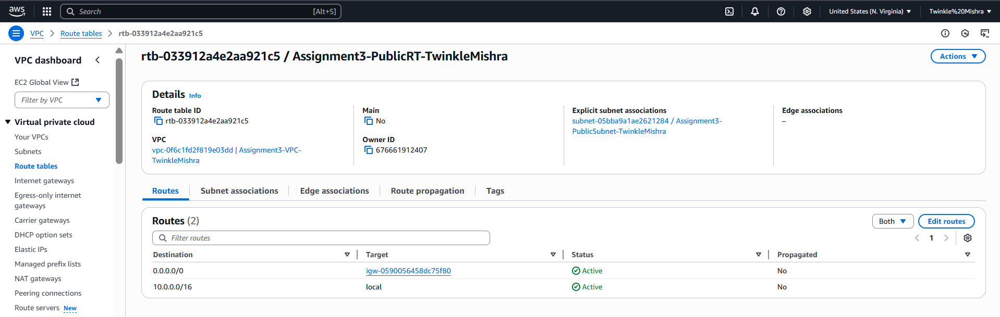 aws
Search [Alt+S]
United States (N. Virginia)
Twinkle%20Mishra
VPC
Route tables
rtb-033912a4e2aa921c5
VPC dashboard
EC2 Global View
Filter by VPC
Virtual private cloud
Your VPCs
Subnets
Route tables
Internet gateways
Egress-only internet
gateways
Carrier gateways
DHCP option sets
Elastic IPs
Managed prefix lists
NAT gateways
Peering connections
Route servers New
rtb-033912a4e2aa921c5 / Assignment3-PublicRT-TwinkleMishra
Actions
Details Info
Route table ID
rtb-033912a4e2aa921c5
VPC
vpc-0f6c1fd2f819e03dd | Assignment3-VPC-
TwinkleMishra
Main
No
Owner ID
676661912407
Explicit subnet associations
subnet-05bba9a1ae2621284 / Assignment3-
PublicSubnet-TwinkleMishra
Edge associations
–
Routes
Subnet associations
Edge associations
Route propagation
Tags
Routes (2)
Both
Edit routes
Filter routes
1
Destination Target Status Propagated
0.0.0.0/0 igw-0590056458dc75f80 Active No
10.0.0.0/16 local Active No